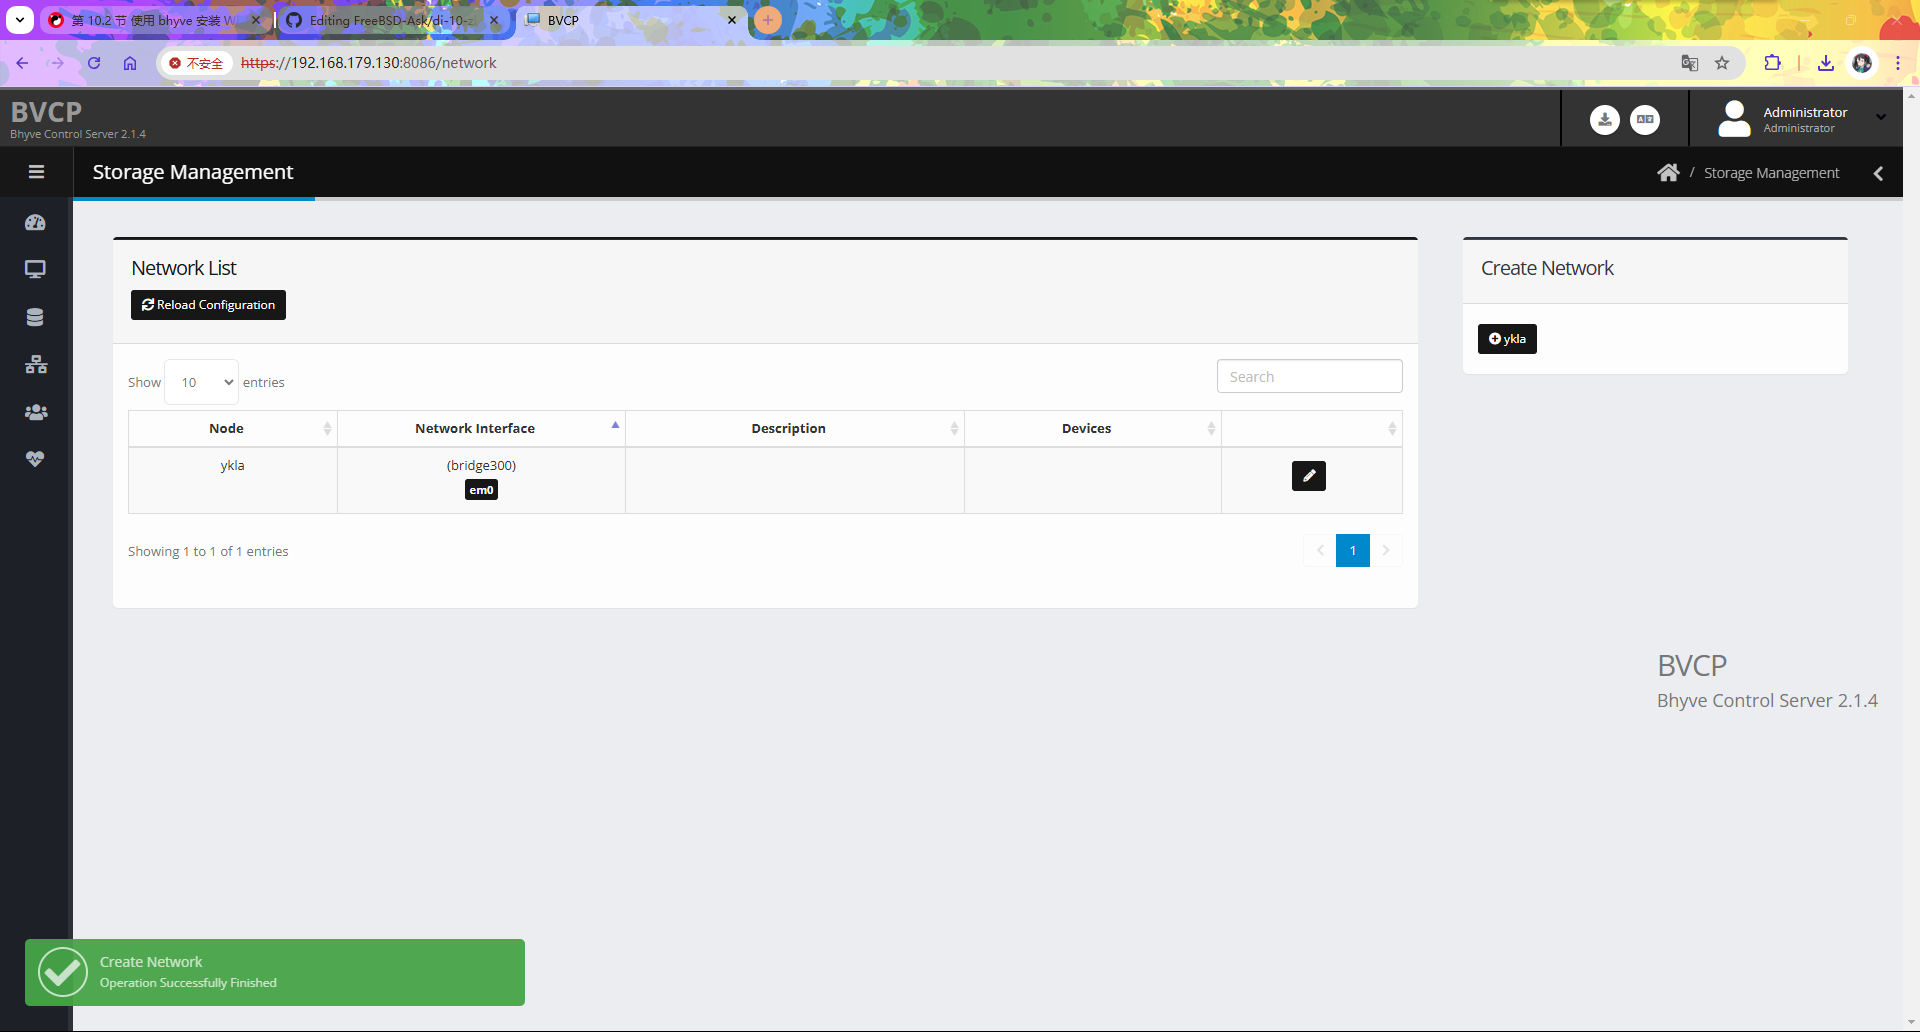 第 10.2 节 使用 bhyve 安装 W
Editing FreeBSD-Ask/di-10-z
BVCP
不安全
https://192.168.179.130:8086/network
BVCP
Bhyve Control Server 2.1.4
Administrator
Administrator
Storage Management
/ Storage Management
Network List
Reload Configuration
Create Network
ykla
Show 10 entries
Search
Node Network Interface Description Devices
ykla (bridge300)
em0
Showing 1 to 1 of 1 entries
1
BVCP
Bhyve Control Server 2.1.4
Create Network
Operation Successfully Finished